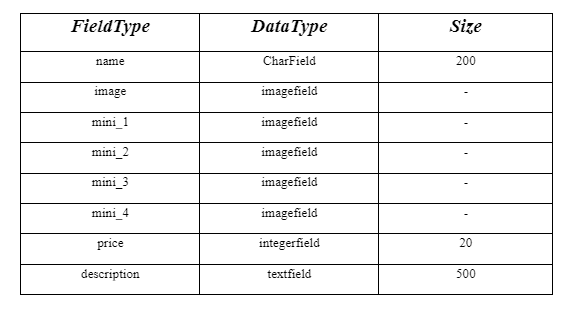 FieldType DataType Size
name CharField 200
image imagefield -
mini_1 imagefield -
mini_2 imagefield -
mini_3 imagefield -
mini_4 imagefield -
price integerfield 20
description textfield 500